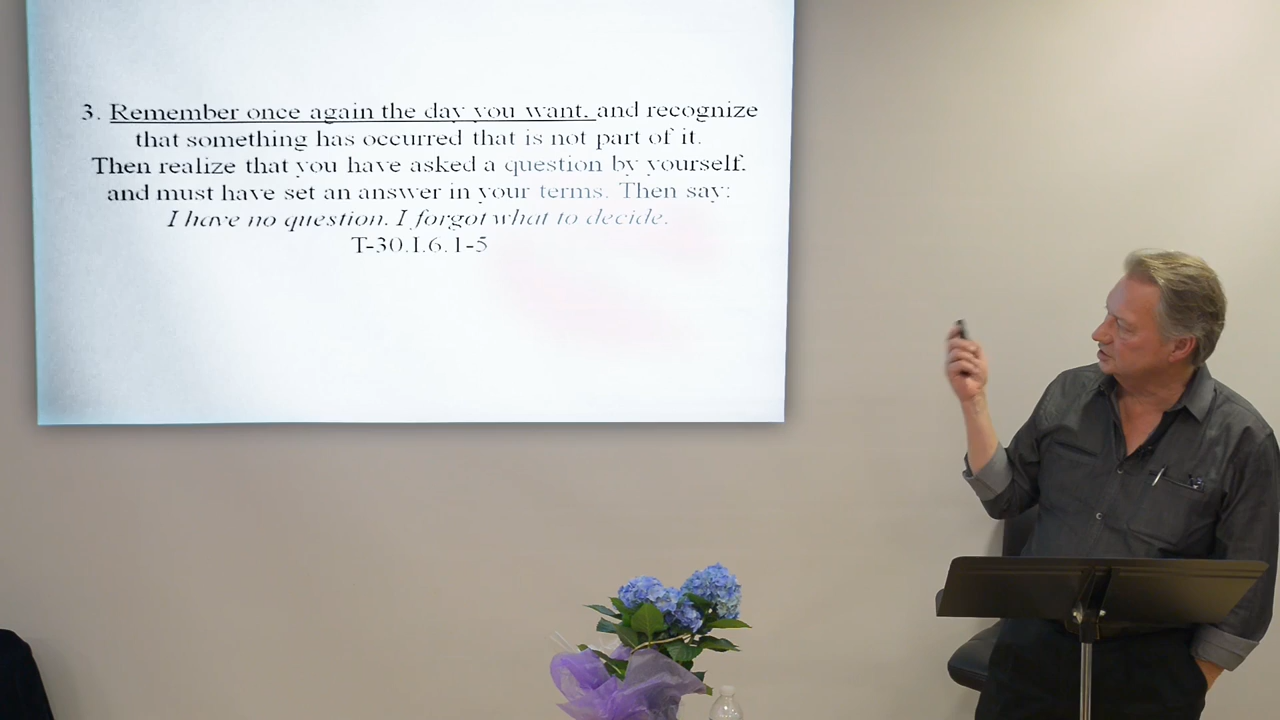 3. Remember once again the day you want, and recognize
that something has occurred that is not part of it.
Then realize that you have asked a question by yourself,
and must have set an answer in your terms. Then say:
I have no question. I forgot what to decide.
T-30.I.6.1-5